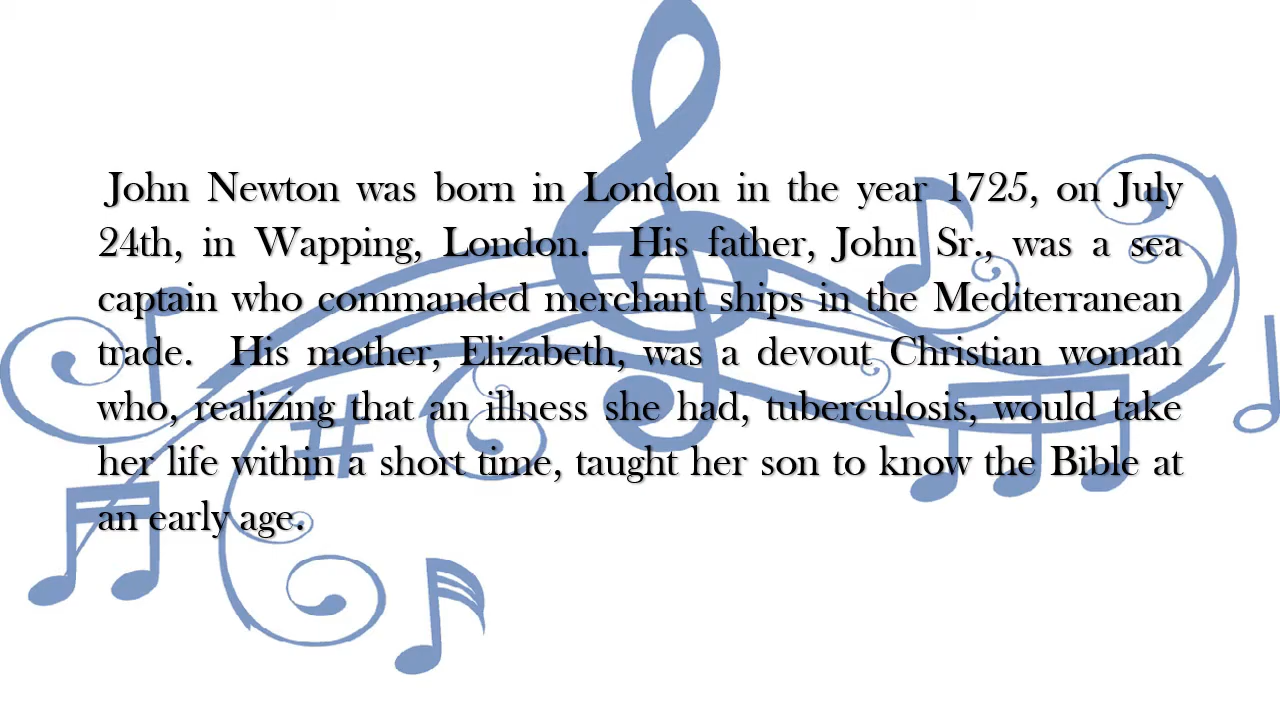 John Newton was born in London in the year 1725, on July
24th, in Wapping, London. His father, John Sr., was a sea
captain who commanded merchant ships in the Mediterranean
trade. His mother, Elizabeth, was a devout Christian woman
who, realizing that an illness she had, tuberculosis, would take
her life within a short time, taught her son to know the Bible at
an early age.